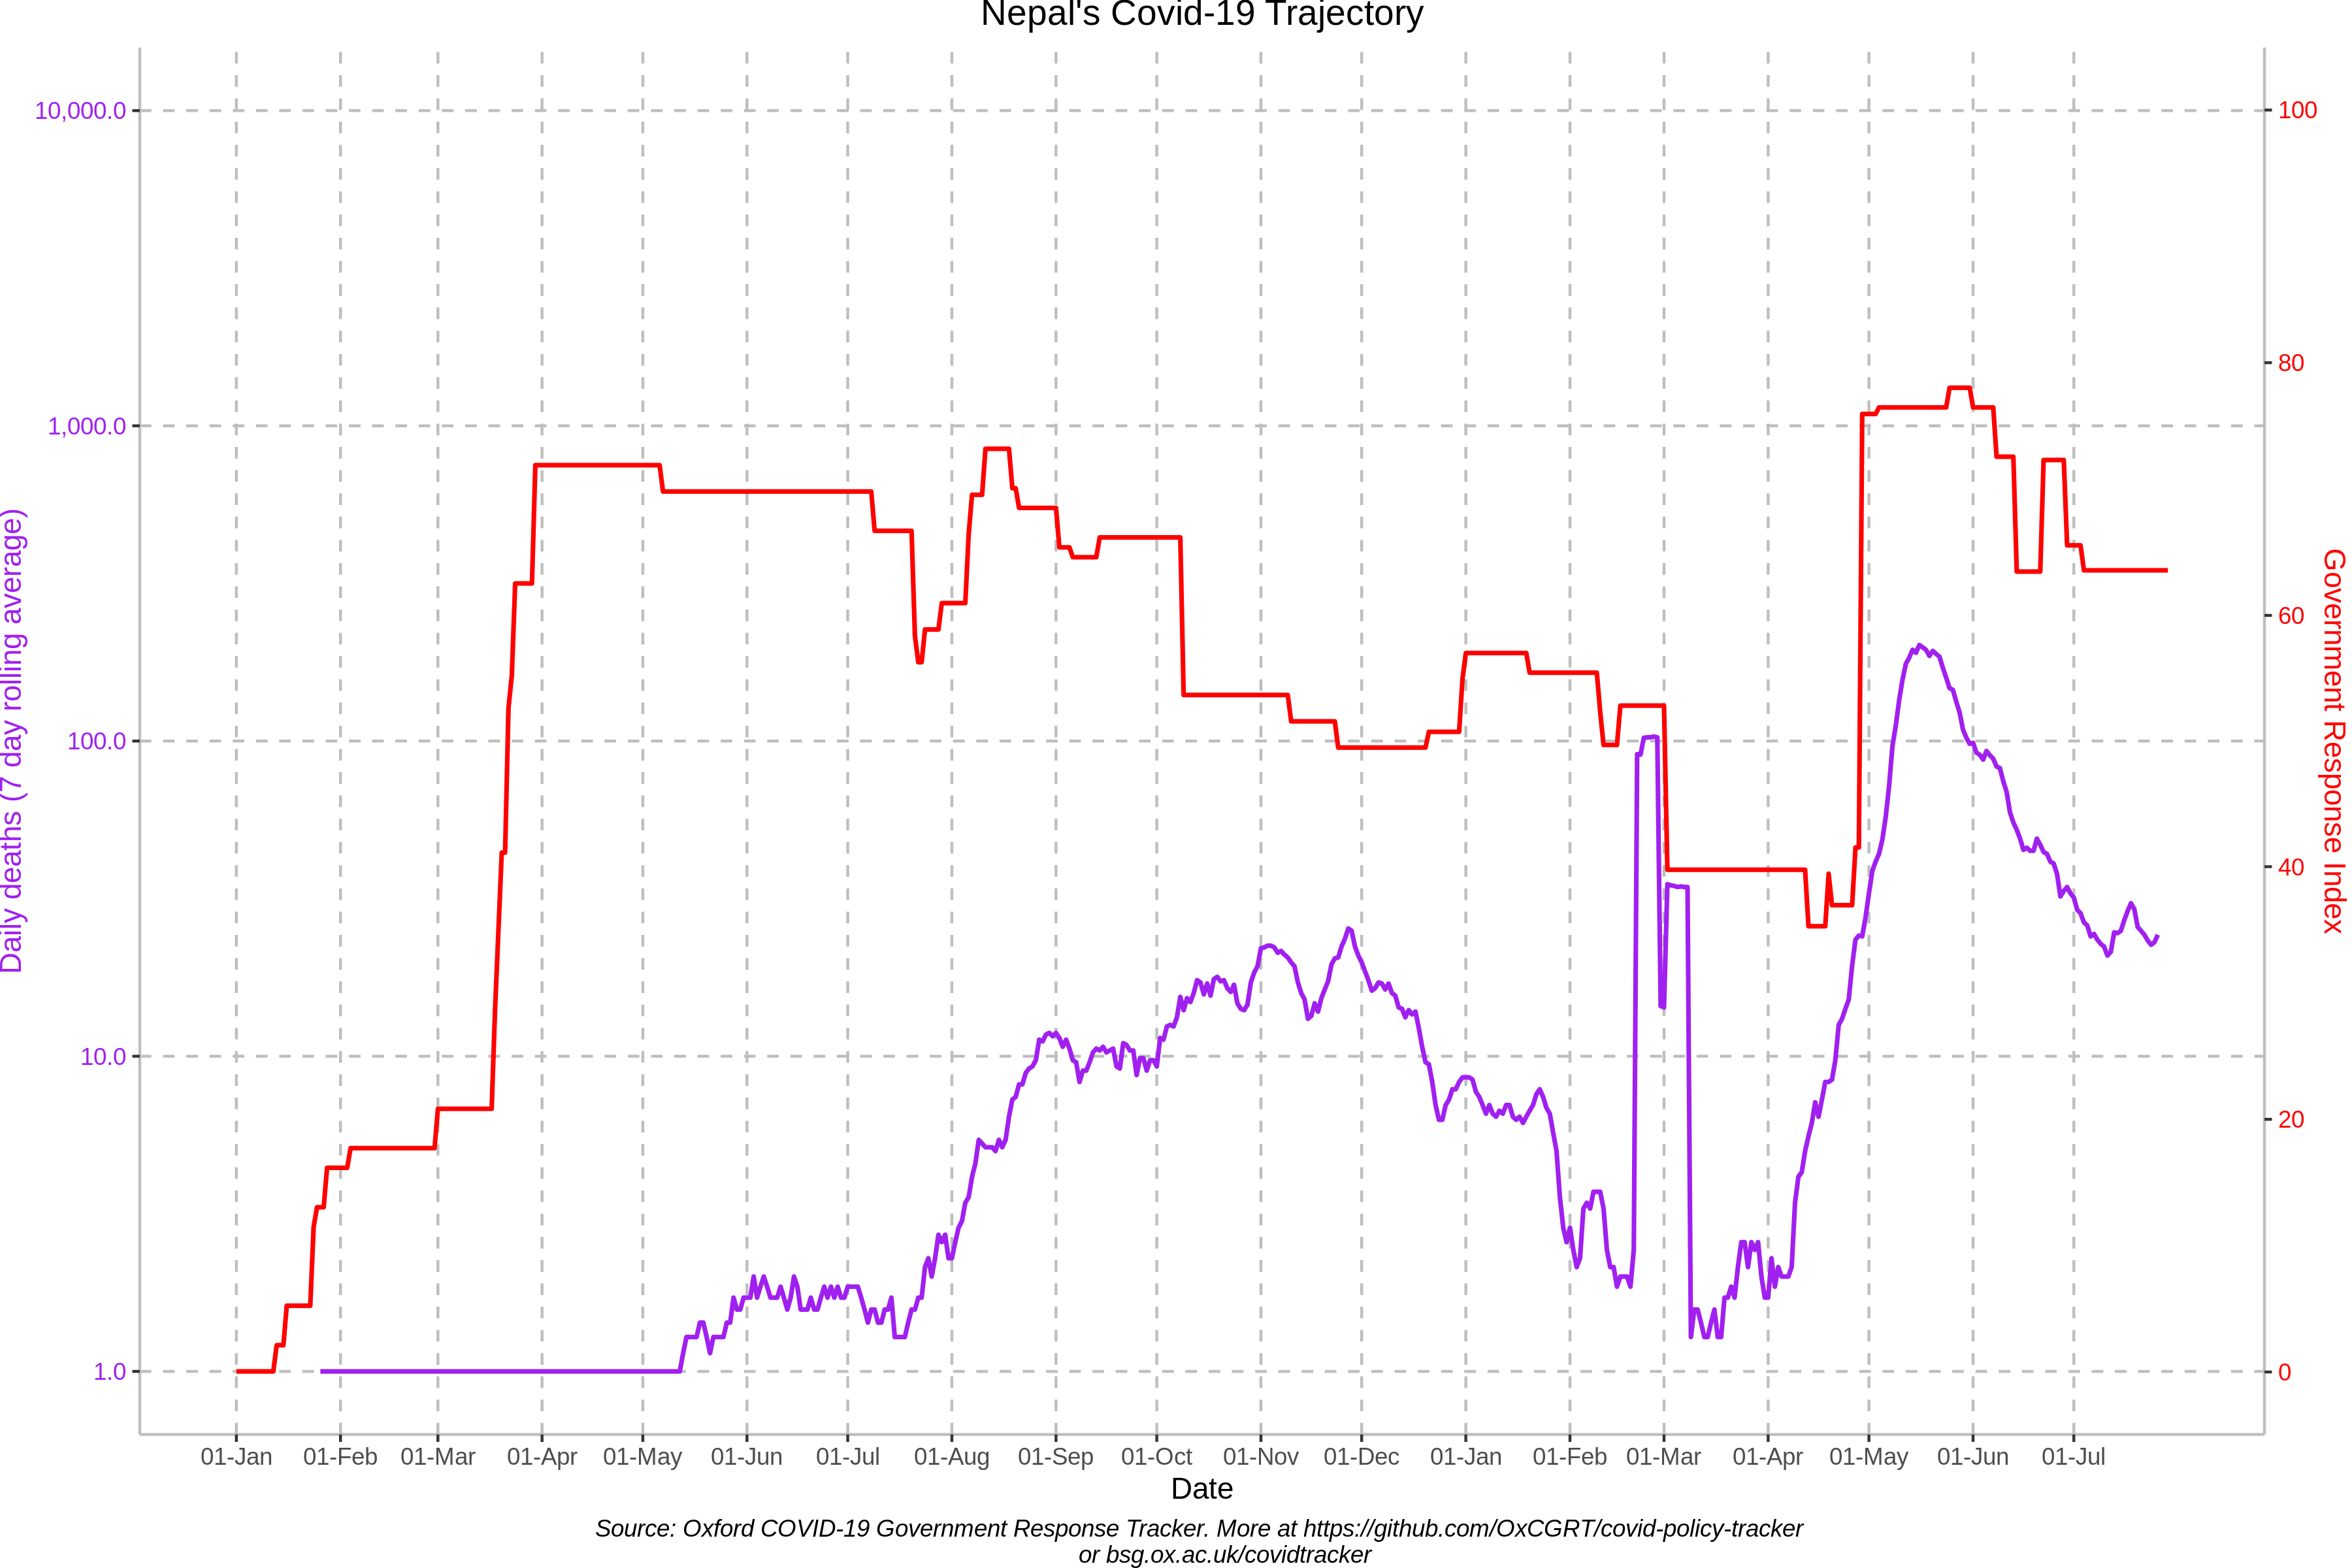 Nepal's Covid-19 Trajectory
10,000.0
1,000.0
100.0
10.0
1.0
Daily deaths (7 day rolling average)
100
80
60
40
20
0
Government Response Index
01-Jan 01-Feb 01-Mar 01-Apr 01-May 01-Jun 01-Jul 01-Aug 01-Sep 01-Oct 01-Nov 01-Dec 01-Jan 01-Feb 01-Mar 01-Apr 01-May 01-Jun 01-Jul
Date
Source: Oxford COVID-19 Government Response Tracker. More at https://github.com/OxCGRT/covid-policy-tracker
or bsg.ox.ac.uk/covidtracker